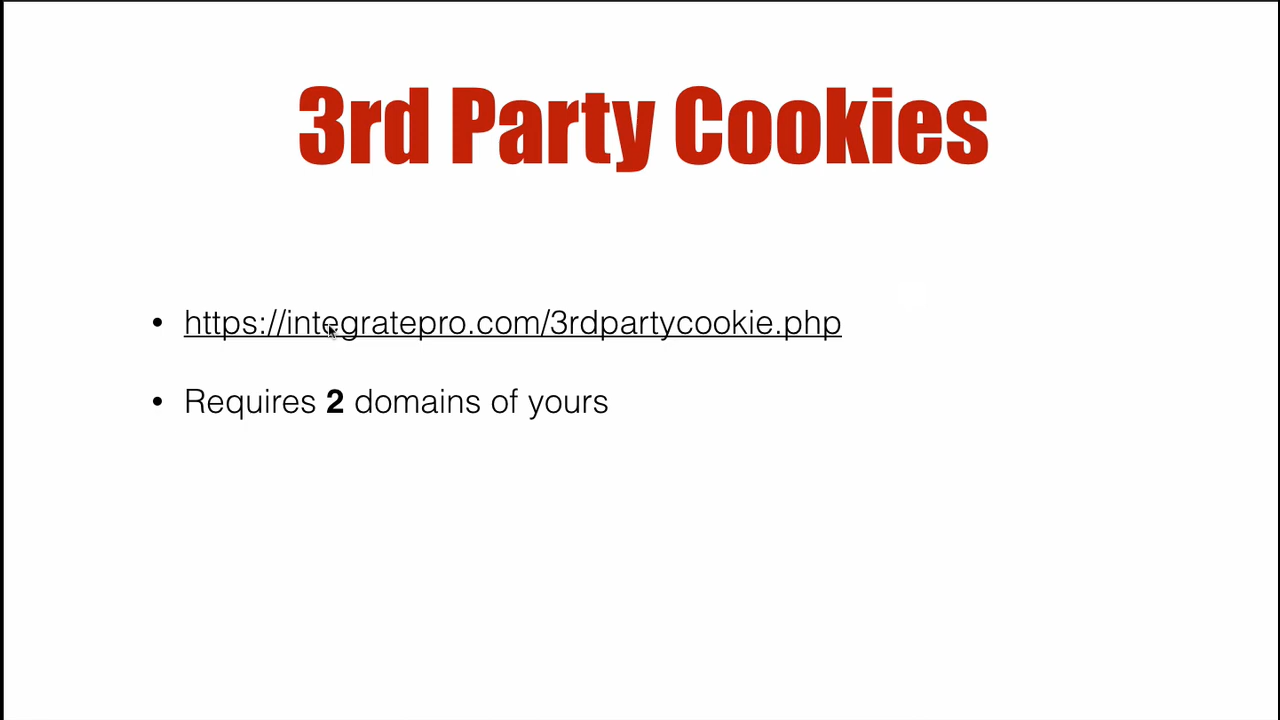 3rd Party Cookies
• https://integratepro.com/3rdpartycookie.php
• Requires 2 domains of yours